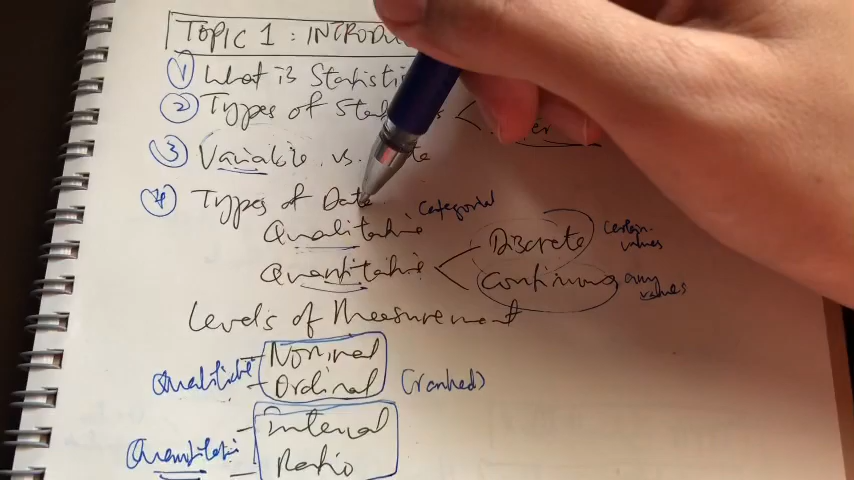 TOPIC 1 : INTRODU
① What is Statisti
② Types of Stat s <
③ Variable vs.
④ Types of Data
Qualitative Categorial
Quantitative < Discrete certain values
Continuous any values
Levels of Measurement
Qualitative - Nominal
- Ordinal (ranked)
Quantitative - Interval
- Ratio